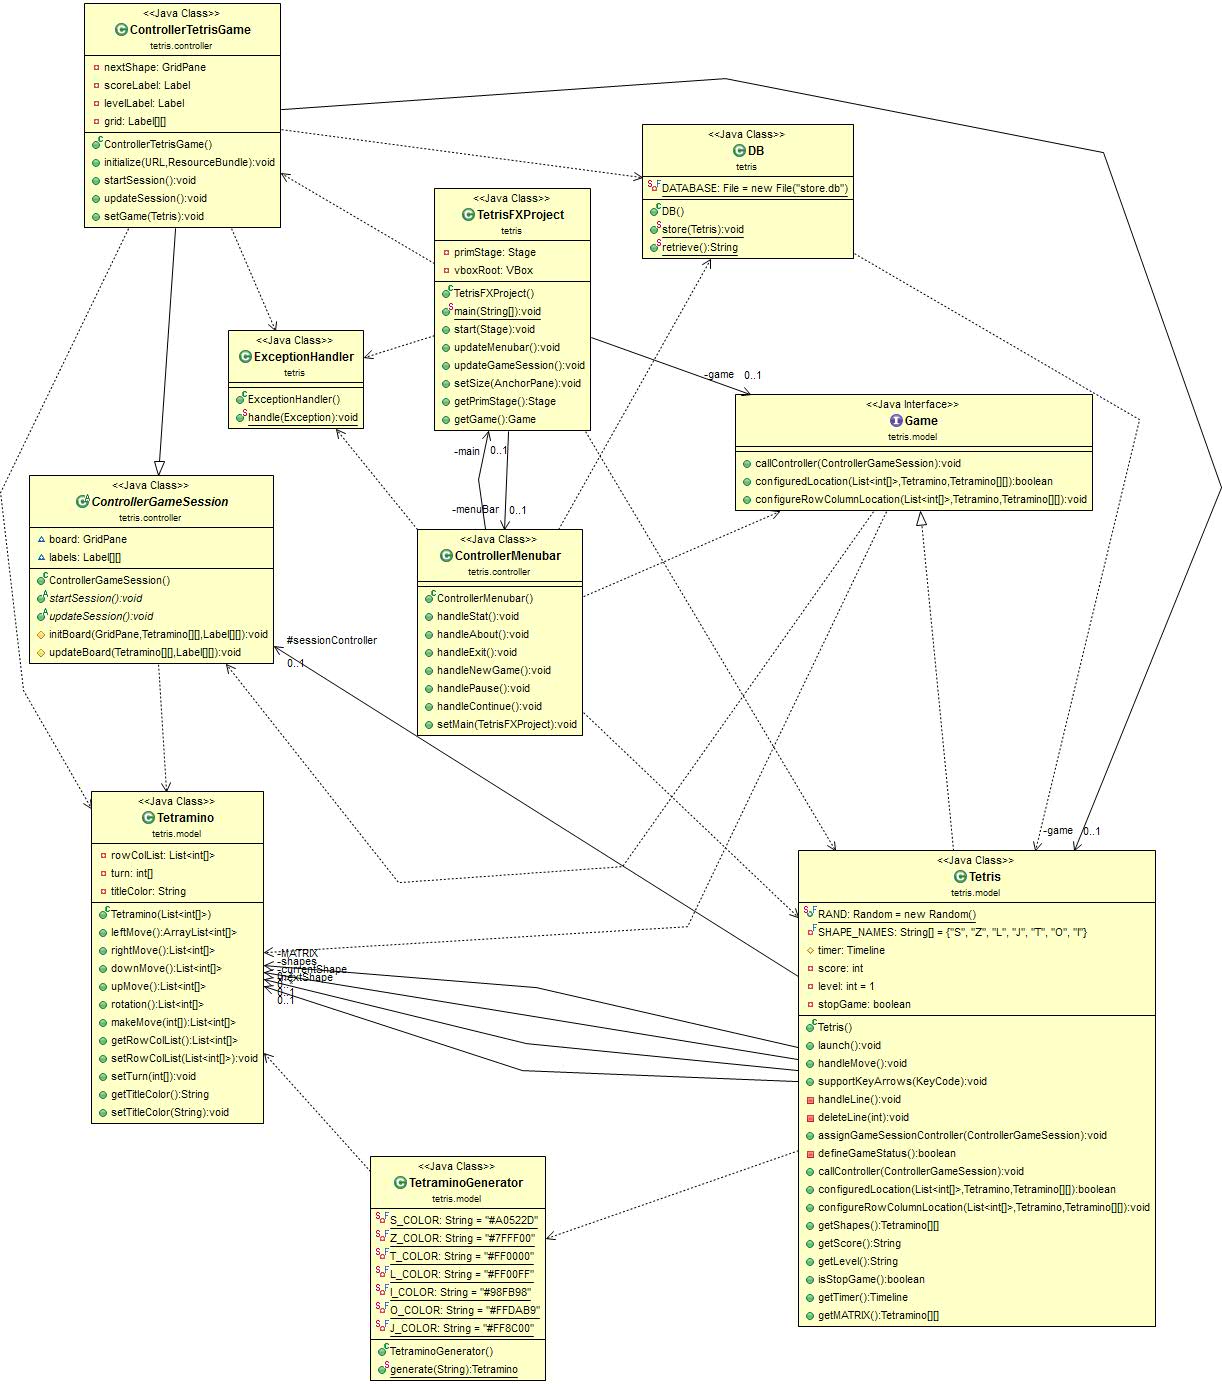 <<Java Class>>
ControllerTetrisGame
tetris.controller
nextShape: GridPane
scoreLabel: Label
levelLabel: Label
grid: Label[][]
ControllerTetrisGame()
initialize(URL,ResourceBundle):void
startSession():void
updateSession():void
setGame(Tetris):void
<<Java Class>>
DB
tetris
DATABASE: File = new File("store.db")
DB()
store(Tetris):void
retrieve():String
<<Java Class>>
TetrisFXProject
tetris
primStage: Stage
vboxRoot: VBox
TetrisFXProject()
main(String[]):void
start(Stage):void
updateMenubar():void
updateGameSession():void
setSize(AnchorPane):void
getPrimStage():Stage
getGame():Game
<<Java Class>>
ExceptionHandler
tetris
ExceptionHandler()
handle(Exception):void
-game 0..1
<<Java Interface>>
Game
tetris.model
callController(ControllerGameSession):void
configuredLocation(List<int[]>,Tetramino,Tetramino[][]):boolean
configureRowColumnLocation(List<int[]>,Tetramino,Tetramino[][]):void
-main 0..1
-menuBar 0..1
<<Java Class>>
ControllerGameSession
tetris.controller
board: GridPane
labels: Label[][]
ControllerGameSession()
startSession():void
updateSession():void
initBoard(GridPane,Tetramino[][],Label[][]):void
updateBoard(Tetramino[][],Label[][]):void
#sessionController
0..1
<<Java Class>>
ControllerMenubar
tetris.controller
ControllerMenubar()
handleStat():void
handleAbout():void
handleExit():void
handleNewGame():void
handlePause():void
handleContinue():void
setMain(TetrisFXProject):void
<<Java Class>>
Tetramino
tetris.model
rowColList: List<int[]>
turn: int[]
titleColor: String
Tetramino(List<int[]>)
leftMove():ArrayList<int[]>
rightMove():List<int[]>
downMove():List<int[]>
upMove():List<int[]>
rotation():List<int[]>
makeMove(int[]):List<int[]>
getRowColList():List<int[]>
setRowColList(List<int[]>):void
setTurn(int[]):void
getTitleColor():String
setTitleColor(String):void
-MATRIX
-shapes
-currentShape
-nextShape
0..1
-game 0..1
<<Java Class>>
Tetris
tetris.model
RAND: Random = new Random()
SHAPE_NAMES: String[] = {"S", "Z", "L", "J", "T", "O", "I"}
timer: Timeline
score: int
level: int = 1
stopGame: boolean
Tetris()
launch():void
handleMove():void
supportKeyArrows(KeyCode):void
handleLine():void
deleteLine(int):void
assignGameSessionController(ControllerGameSession):void
defineGameStatus():boolean
callController(ControllerGameSession):void
configuredLocation(List<int[]>,Tetramino,Tetramino[][]):boolean
configureRowColumnLocation(List<int[]>,Tetramino,Tetramino[][]):void
getShapes():Tetramino[][]
getScore():String
getLevel():String
isStopGame():boolean
getTimer():Timeline
getMATRIX():Tetramino[][]
<<Java Class>>
TetraminoGenerator
tetris.model
S_COLOR: String = "#A0522D"
Z_COLOR: String = "#7FFF00"
T_COLOR: String = "#FF0000"
L_COLOR: String = "#FF00FF"
I_COLOR: String = "#98FB98"
O_COLOR: String = "#FFDAB9"
J_COLOR: String = "#FF8C00"
TetraminoGenerator()
generate(String):Tetramino